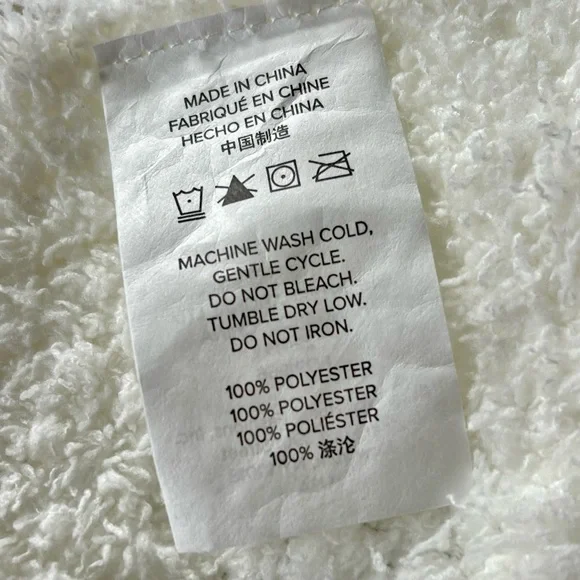 MADE IN CHINA
FABRIQUÉ EN CHINE
HECHO EN CHINA
中国制造
MACHINE WASH COLD,
GENTLE CYCLE.
DO NOT BLEACH.
TUMBLE DRY LOW.
DO NOT IRON.
100% POLYESTER
100% POLYESTER
100% POLIÉSTER
100% 涤沦